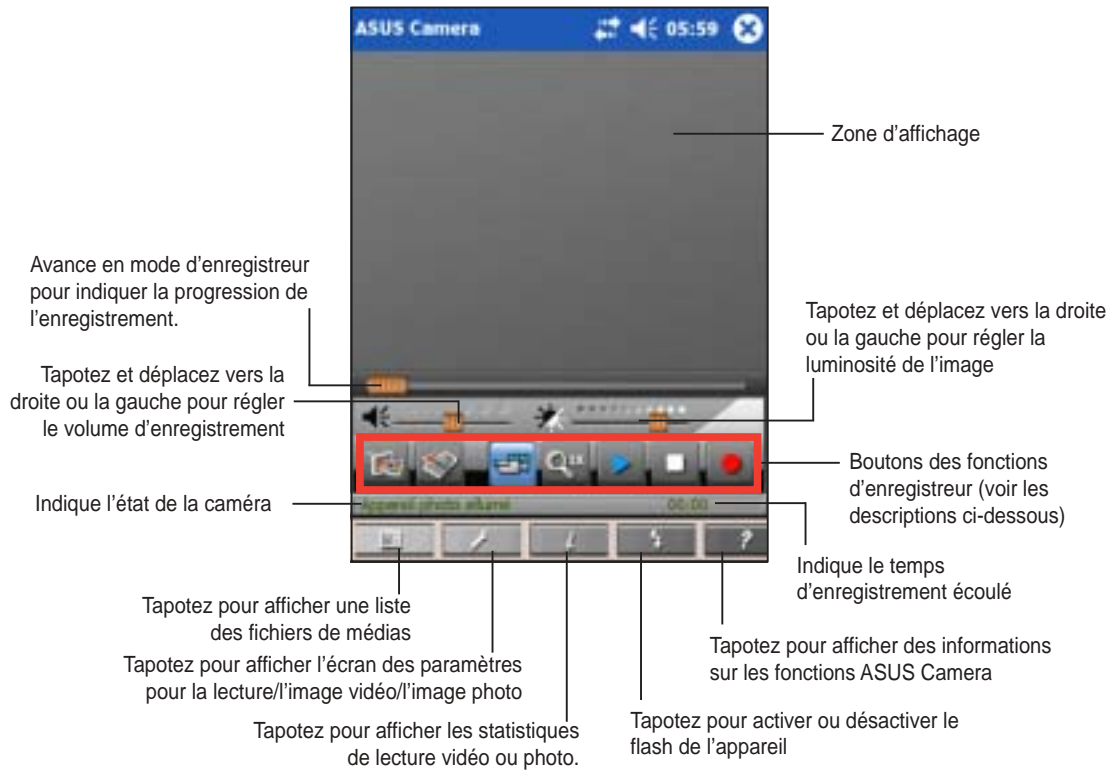 ASUS Camera 05:59
Zone d'affichage
Avance en mode d'enregistreur
pour indiquer la progression de
l'enregistrement.
Tapotez et déplacez vers la droite
ou la gauche pour régler la
luminosité de l'image
Tapotez et déplacez vers la
droite ou la gauche pour régler
le volume d'enregistrement
1X
Boutons des fonctions
d'enregistreur (voir les
descriptions ci-dessous)
Indique l'état de la caméra
Appareil photo allumé 00:00
?
Indique le temps
d'enregistrement écoulé
Tapotez pour afficher une liste
des fichiers de médias
Tapotez pour afficher des informations
sur les fonctions ASUS Camera
Tapotez pour afficher l'écran des paramètres
pour la lecture/l'image vidéo/l'image photo
Tapotez pour activer ou désactiver le
flash de l'appareil
Tapotez pour afficher les statistiques
de lecture vidéo ou photo.